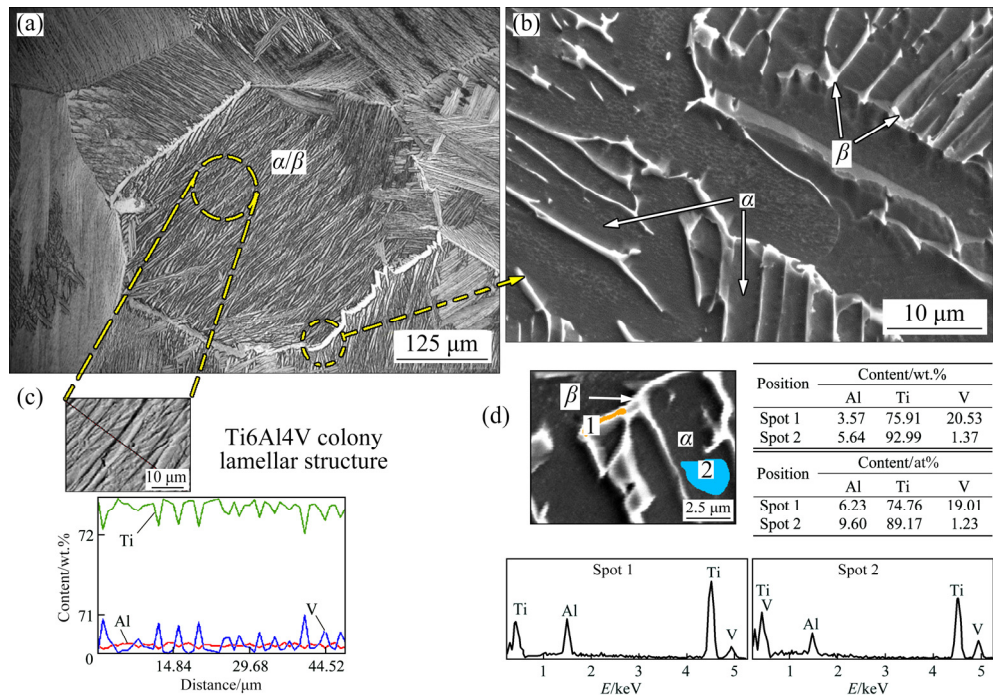 (a)
α/β
125 μm
(b)
β
α
10 μm
(c)
10 μm
Ti6Al4V colony
lamellar structure
Content/wt.%
72
71
0
Ti
Al
V
14.84 29.68 44.52
Distance/μm
(d)
β
1
α
2
2.5 μm
Position Content/wt.%
Al Ti V
Spot 1 3.57 75.91 20.53
Spot 2 5.64 92.99 1.37
Position Content/at%
Al Ti V
Spot 1 6.23 74.76 19.01
Spot 2 9.60 89.17 1.23
Spot 1
Ti
Al
Ti
V
1 2 3 4 5
E/keV
Spot 2
Ti
V
Al
Ti
V
1 2 3 4 5
E/keV